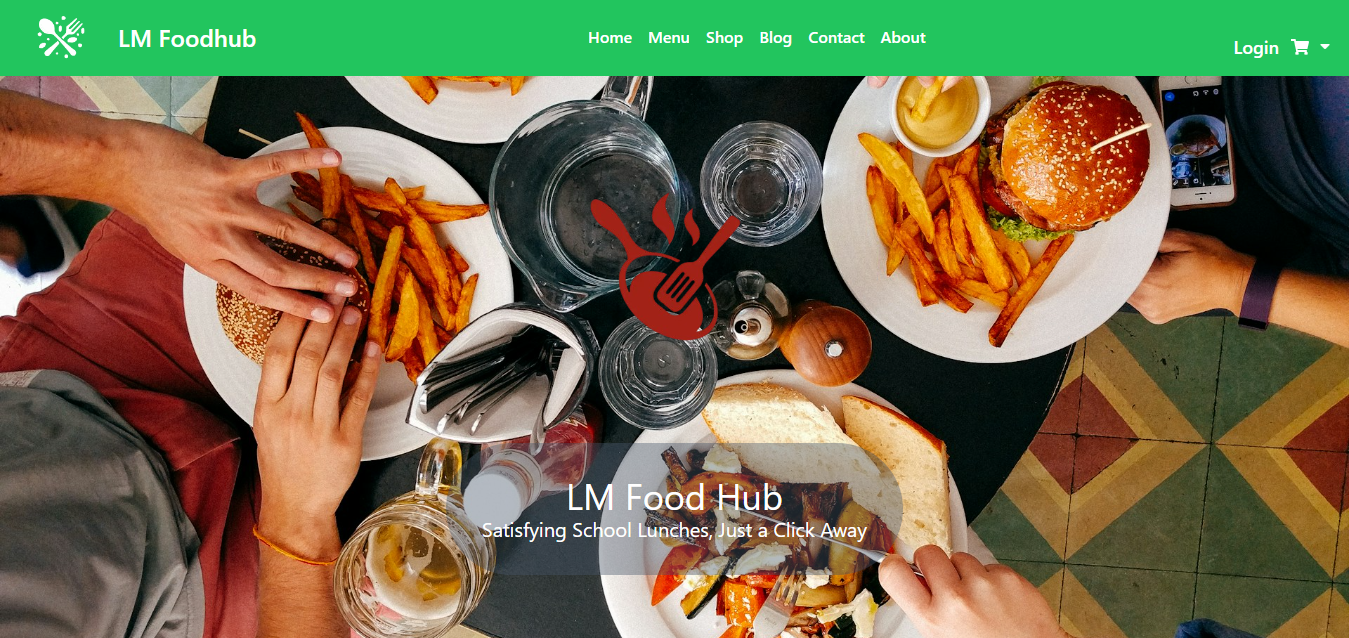 LM Foodhub
Home Menu Shop Blog Contact About
Login
LM Food Hub
Satisfying School Lunches, Just a Click Away